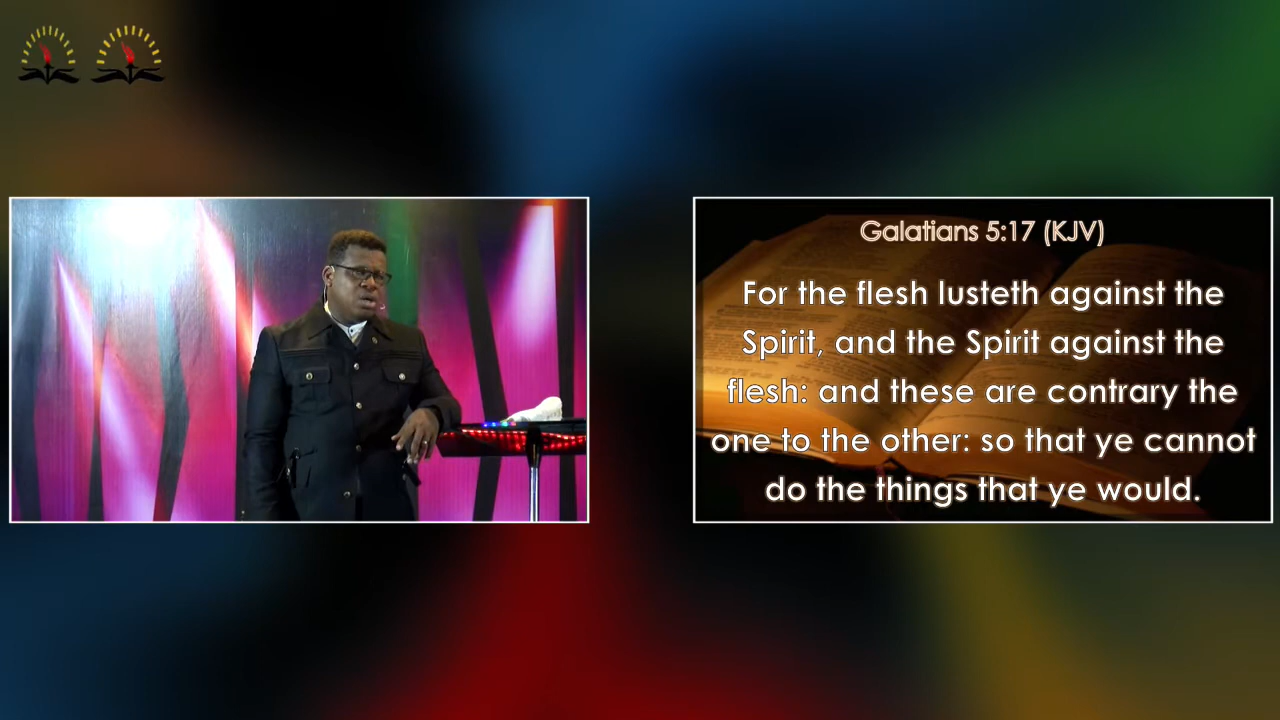 Galatians 5:17 (KJV)
For the flesh lusteth against the
Spirit, and the Spirit against the
flesh: and these are contrary the
one to the other: so that ye cannot
do the things that ye would.